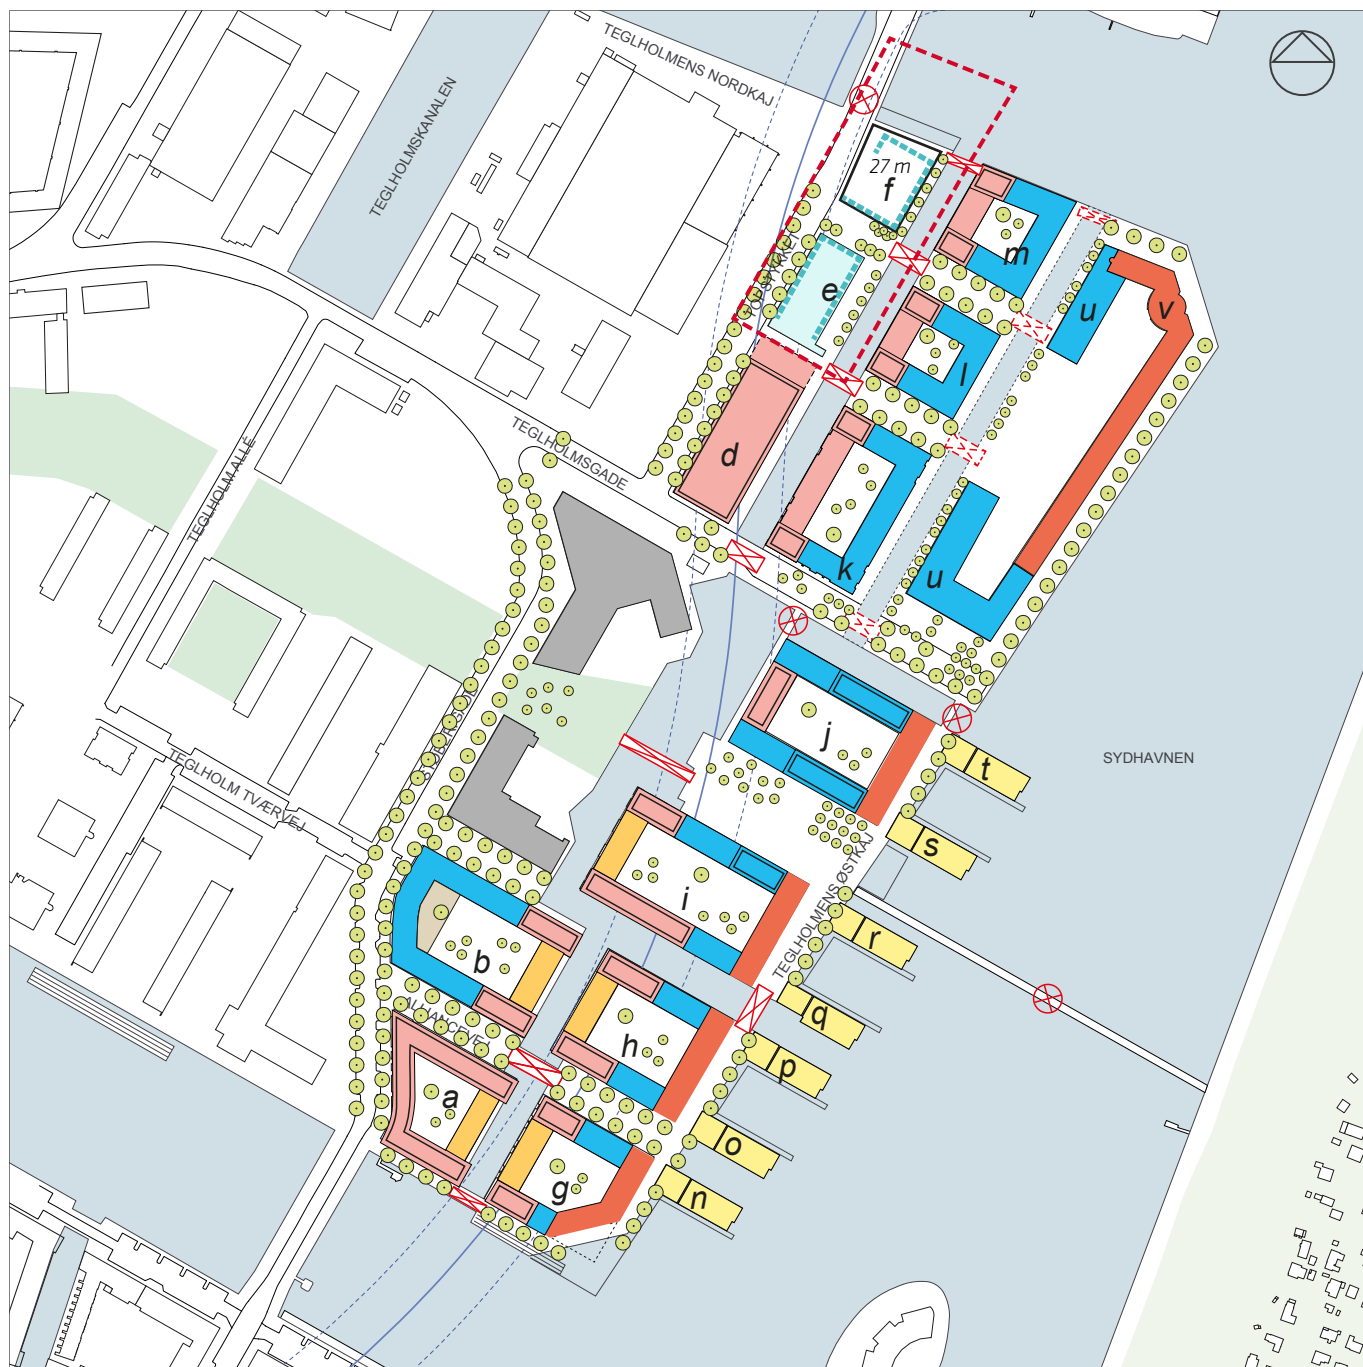 TEGLHOLMENS NORDKAJ
TEGLHOLMSKANALEN
27 m
f
m
e
u
v
l
d
TEGLHOLMSGADE
TEGLHOLM ALLÉ
k
u
j
t
SYDHAVNEN
TEGLHOLM TVÆRVEJ
s
TEGLHOLMENS ØSTKAJ
i
r
b
q
h
p
a
o
g
n